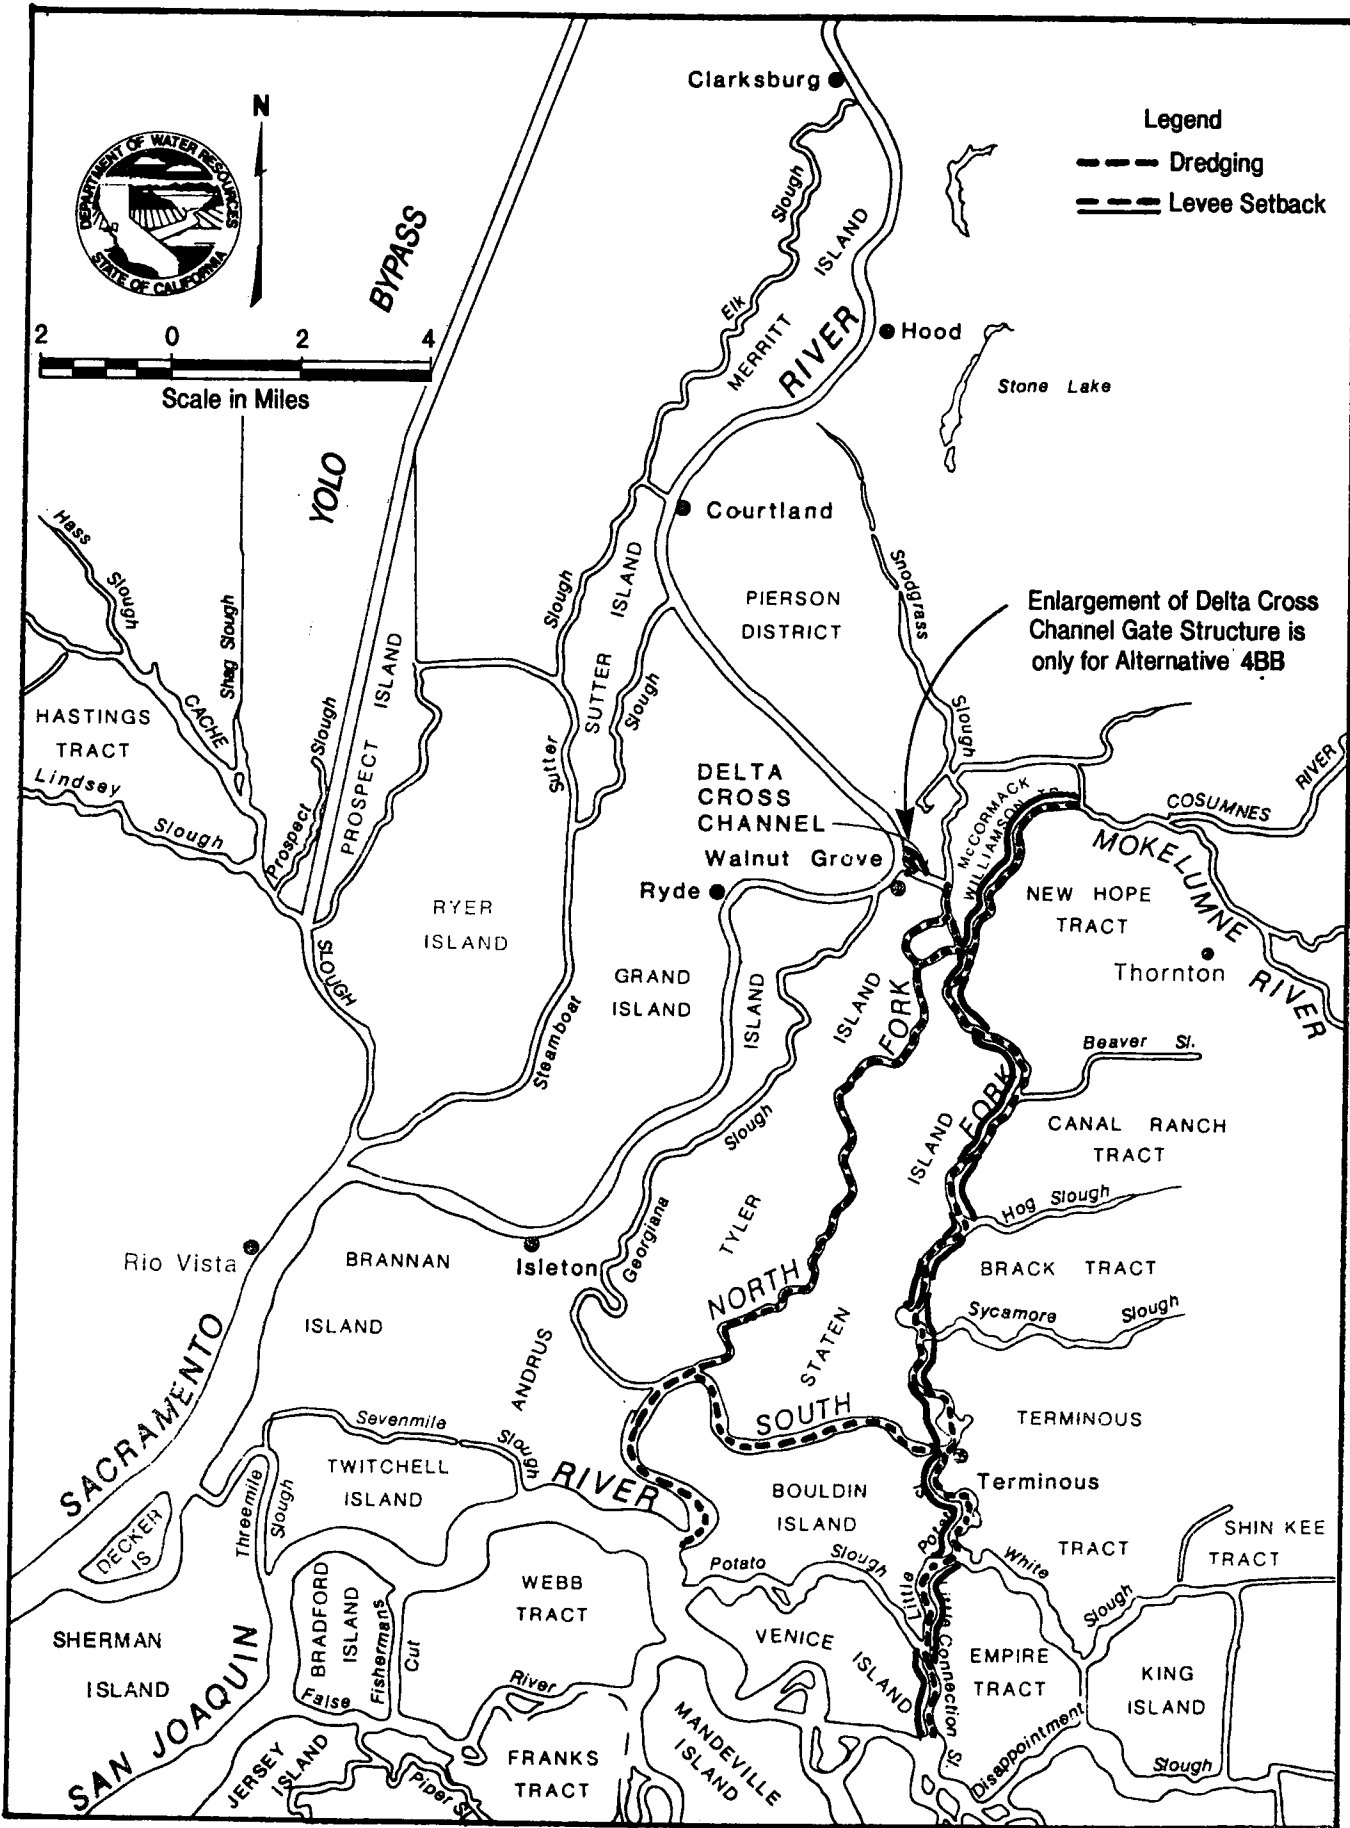 Clarksburg
Legend
Dredging
Levee Setback
N
DEPARTMENT OF WATER RESOURCES
STATE OF CALIFORNIA
2 0 2 4
Scale in Miles
YOLO BYPASS
Elk Slough
MERRITT ISLAND
RIVER
Hood
Stone Lake
Courtland
Hass Slough
Shag Slough
CACHE
HASTINGS
TRACT
Lindsey Slough
Prospect Slough
PROSPECT ISLAND
SLOUGH
Sutter Slough
SUTTER ISLAND
Slough
PIERSON
DISTRICT
Snodgrass Slough
Enlargement of Delta Cross
Channel Gate Structure is
only for Alternative 4BB
DELTA
CROSS
CHANNEL
Walnut Grove
Ryde
McCORMACK
WILLIAMSON TR.
COSUMNES RIVER
MOKELUMNE RIVER
NEW HOPE
TRACT
Thornton
RYER
ISLAND
GRAND
ISLAND
Steamboat
ISLAND
ISLAND
FORK
Beaver Sl.
ISLAND
FORK
CANAL RANCH
TRACT
Slough
Georgiana
TYLER
Hog Slough
Rio Vista
BRANNAN
ISLAND
Isleton
NORTH
BRACK TRACT
Sycamore Slough
STATEN
ANDRUS
SACRAMENTO
SOUTH
TERMINOUS
Sevenmile Slough
TWITCHELL
ISLAND
RIVER
Terminous
BOULDIN
ISLAND
Threemile
Slough
DECKER
IS.
TRACT
SHIN KEE
TRACT
Potato Slough
Little Potato
White Slough
BRADFORD
ISLAND
Fishermans
Cut
WEBB
TRACT
SHERMAN
ISLAND
VENICE
ISLAND
Little Connection Sl.
EMPIRE
TRACT
KING
ISLAND
False River
SAN JOAQUIN
JERSEY
ISLAND
Piper Sl.
FRANKS
TRACT
MANDEVILLE
ISLAND
Disappointment Slough